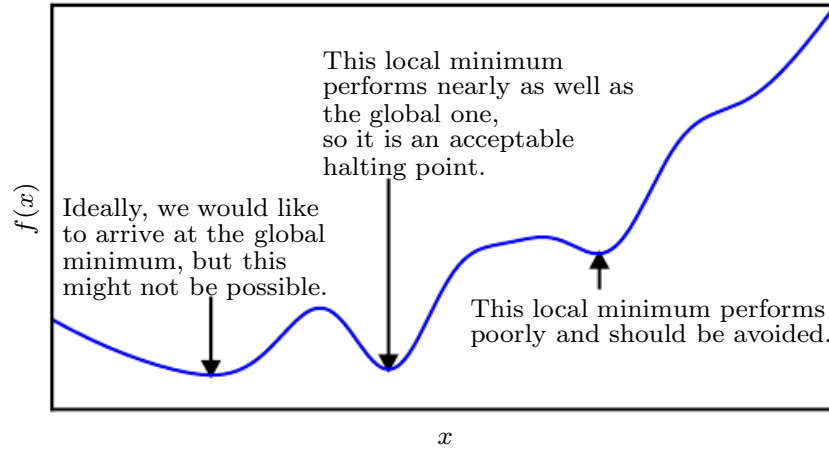 This local minimum
performs nearly as well as
the global one,
so it is an acceptable
halting point.
Ideally, we would like
to arrive at the global
minimum, but this
might not be possible.
This local minimum performs
poorly and should be avoided.
f(x)
x